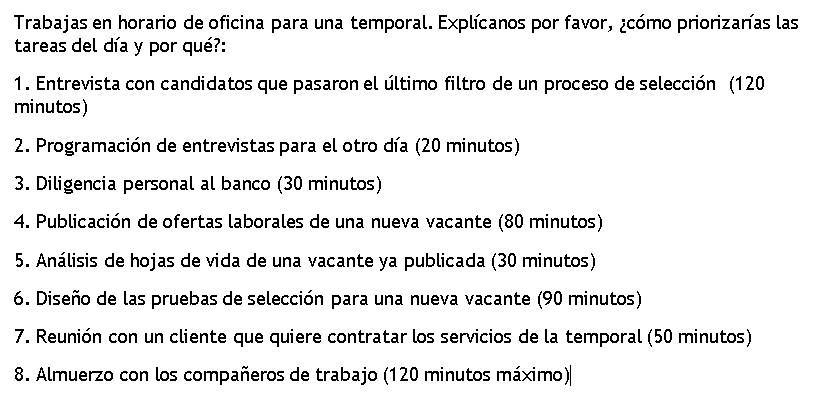 Trabajas en horario de oficina para una temporal. Explícanos por favor, ¿cómo priorizarías las
tareas del día y por qué?:
1. Entrevista con candidatos que pasaron el último filtro de un proceso de selección  (120
minutos)
2. Programación de entrevistas para el otro día (20 minutos)
3. Diligencia personal al banco (30 minutos)
4. Publicación de ofertas laborales de una nueva vacante (80 minutos)
5. Análisis de hojas de vida de una vacante ya publicada (30 minutos)
6. Diseño de las pruebas de selección para una nueva vacante (90 minutos)
7. Reunión con un cliente que quiere contratar los servicios de la temporal (50 minutos)
8. Almuerzo con los compañeros de trabajo (120 minutos máximo)